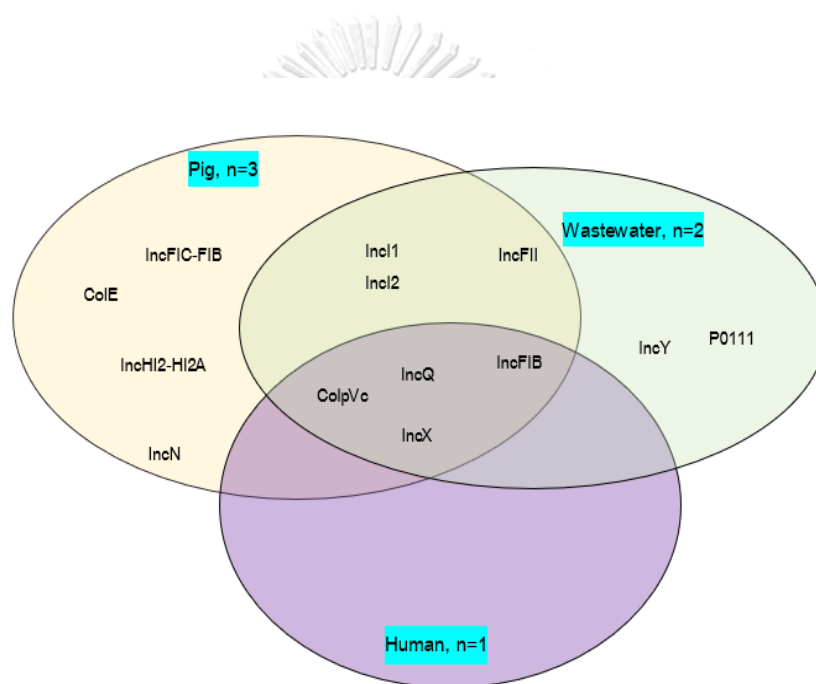 Pig, n=3
Wastewater, n=2
IncFIC-FIB
IncI1
IncFII
IncI2
ColE
IncY
P0111
IncHI2-HI2A
IncQ
IncFIB
ColpVc
IncX
IncN
Human, n=1